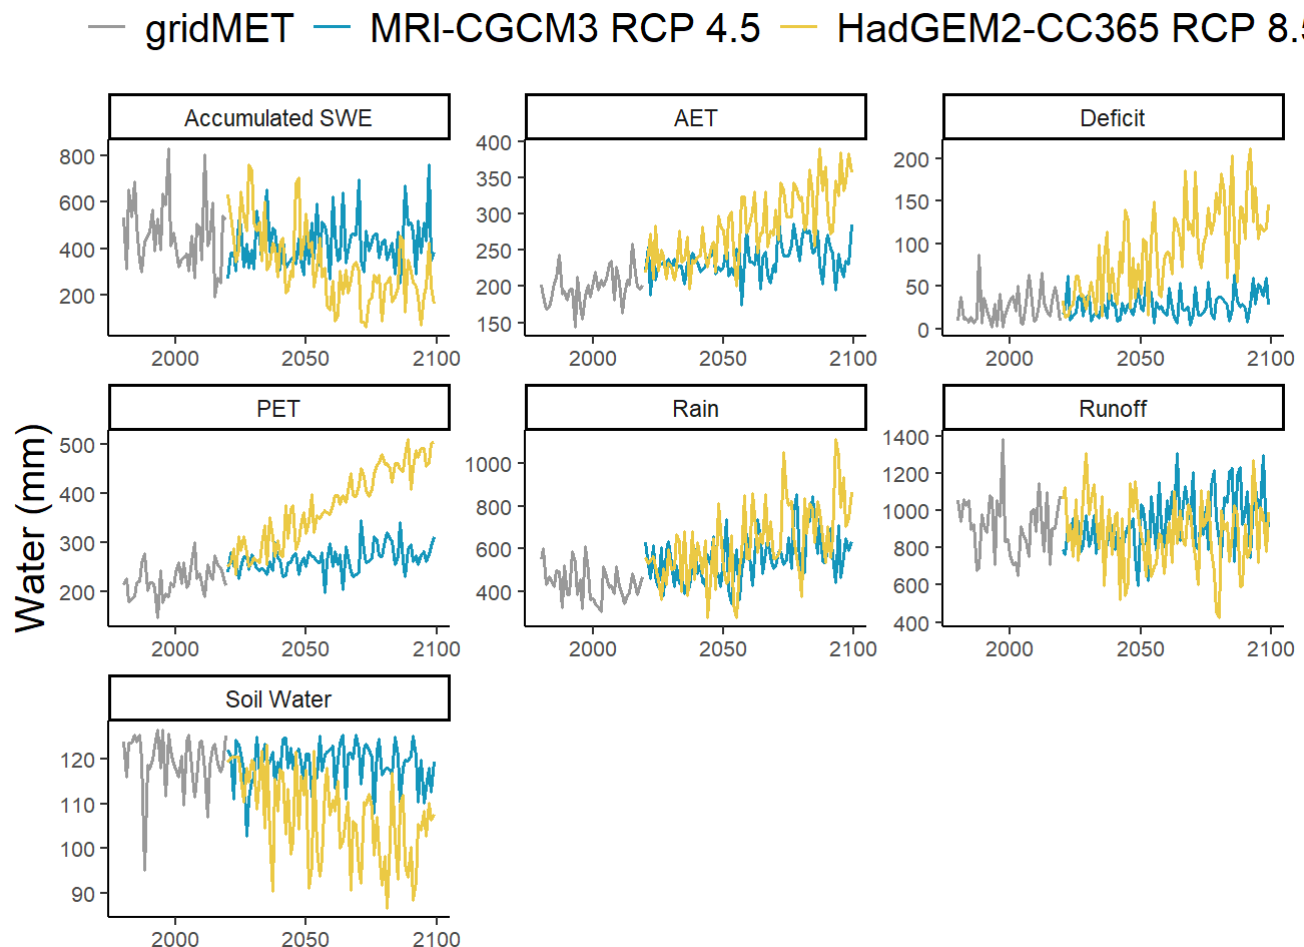 gridMET MRI-CGCM3 RCP 4.5 HadGEM2-CC365 RCP 8.5
Accumulated SWE AET Deficit
800
600
400
200
2000 2050 2100
400
350
300
250
200
150
2000 2050 2100
200
150
100
50
0
2000 2050 2100
Water (mm)
PET Rain Runoff
500
400
300
200
2000 2050 2100
1000
800
600
400
2000 2050 2100
1400
1200
1000
800
600
400
2000 2050 2100
Soil Water
120
110
100
90
2000 2050 2100